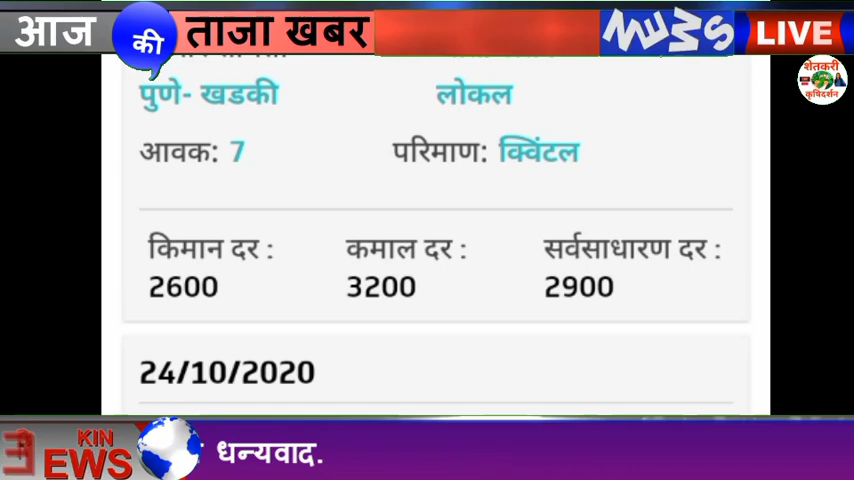 आज की ताजा खबर
NEWS LIVE
शेतकरी
कृषिदर्शन
पुणे- खडकी लोकल
आवक: 7 परिमाण: क्विंटल
किमान दर : कमाल दर : सर्वसाधारण दर :
2600 3200 2900
24/10/2020
KIN
EWS धन्यवाद.